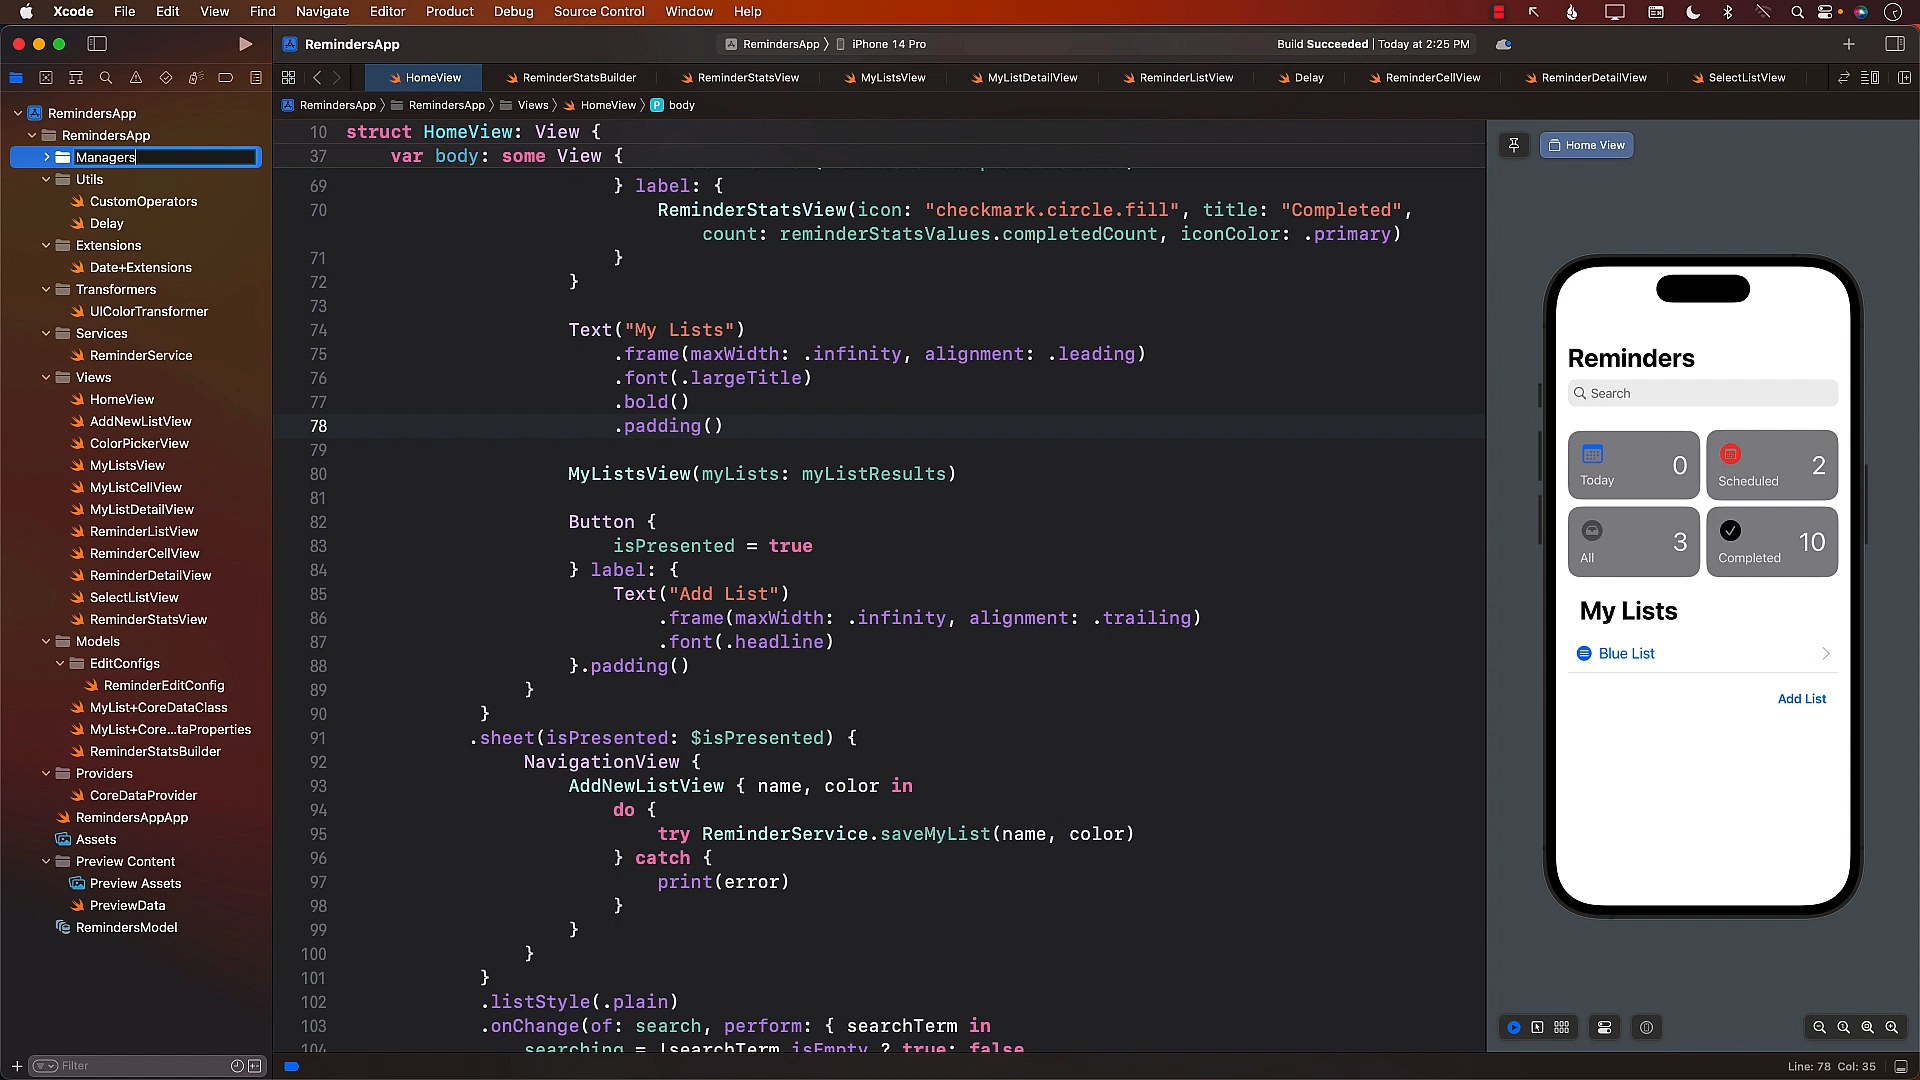 Xcode File Edit View Find Navigate Editor Product Debug Source Control Window Help
RemindersApp
RemindersApp 〉 iPhone 14 Pro
Build Succeeded | Today at 2:25 PM
HomeView ReminderStatsBuilder ReminderStatsView MyListsView MyListDetailView ReminderListView Delay ReminderCellView ReminderDetailView SelectListView
RemindersApp 〉 RemindersApp 〉 Views 〉 HomeView 〉 P body
RemindersApp
RemindersApp
Managers
Utils
CustomOperators
Delay
Extensions
Date+Extensions
Transformers
UIColorTransformer
Services
ReminderService
Views
HomeView
AddNewListView
ColorPickerView
MyListsView
MyListCellView
MyListDetailView
ReminderListView
ReminderCellView
ReminderDetailView
SelectListView
ReminderStatsView
Models
EditConfigs
ReminderEditConfig
MyList+CoreDataClass
MyList+Core...taProperties
ReminderStatsBuilder
Providers
CoreDataProvider
RemindersAppApp
Assets
Preview Content
Preview Assets
PreviewData
RemindersModel
Filter
10 struct HomeView: View {
37 var body: some View {
69 } label: {
70 ReminderStatsView(icon: "checkmark.circle.fill", title: "Completed",
count: reminderStatsValues.completedCount, iconColor: .primary)
71 }
72 }
73
74 Text("My Lists")
75 .frame(maxWidth: .infinity, alignment: .leading)
76 .font(.largeTitle)
77 .bold()
78 .padding()
79
80 MyListsView(myLists: myListResults)
81
82 Button {
83 isPresented = true
84 } label: {
85 Text("Add List")
86 .frame(maxWidth: .infinity, alignment: .trailing)
87 .font(.headline)
88 }.padding()
89 }
90 }
91 .sheet(isPresented: $isPresented) {
92 NavigationView {
93 AddNewListView { name, color in
94 do {
95 try ReminderService.saveMyList(name, color)
96 } catch {
97 print(error)
98 }
99 }
100 }
101 }
102 .listStyle(.plain)
103 .onChange(of: search, perform: { searchTerm in
104 searching = !searchTerm.isEmpty ? true: false
Home View
Reminders
Search
Today 0
Scheduled 2
All 3
Completed 10
My Lists
Blue List
Add List
Line: 78 Col: 35